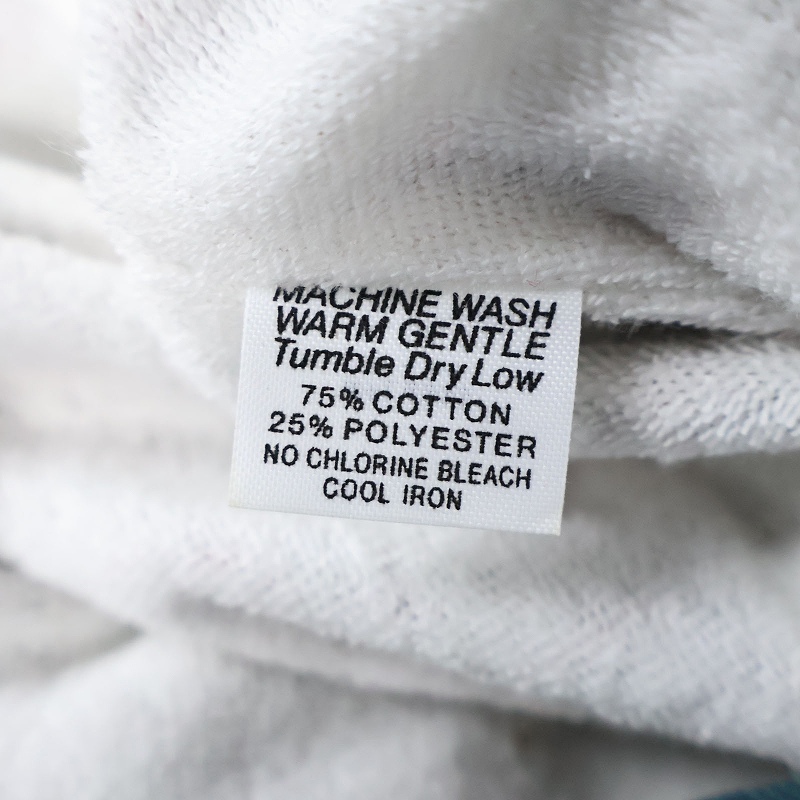 MACHINE WASH
WARM GENTLE
Tumble Dry Low
75% COTTON
25% POLYESTER
NO CHLORINE BLEACH
COOL IRON